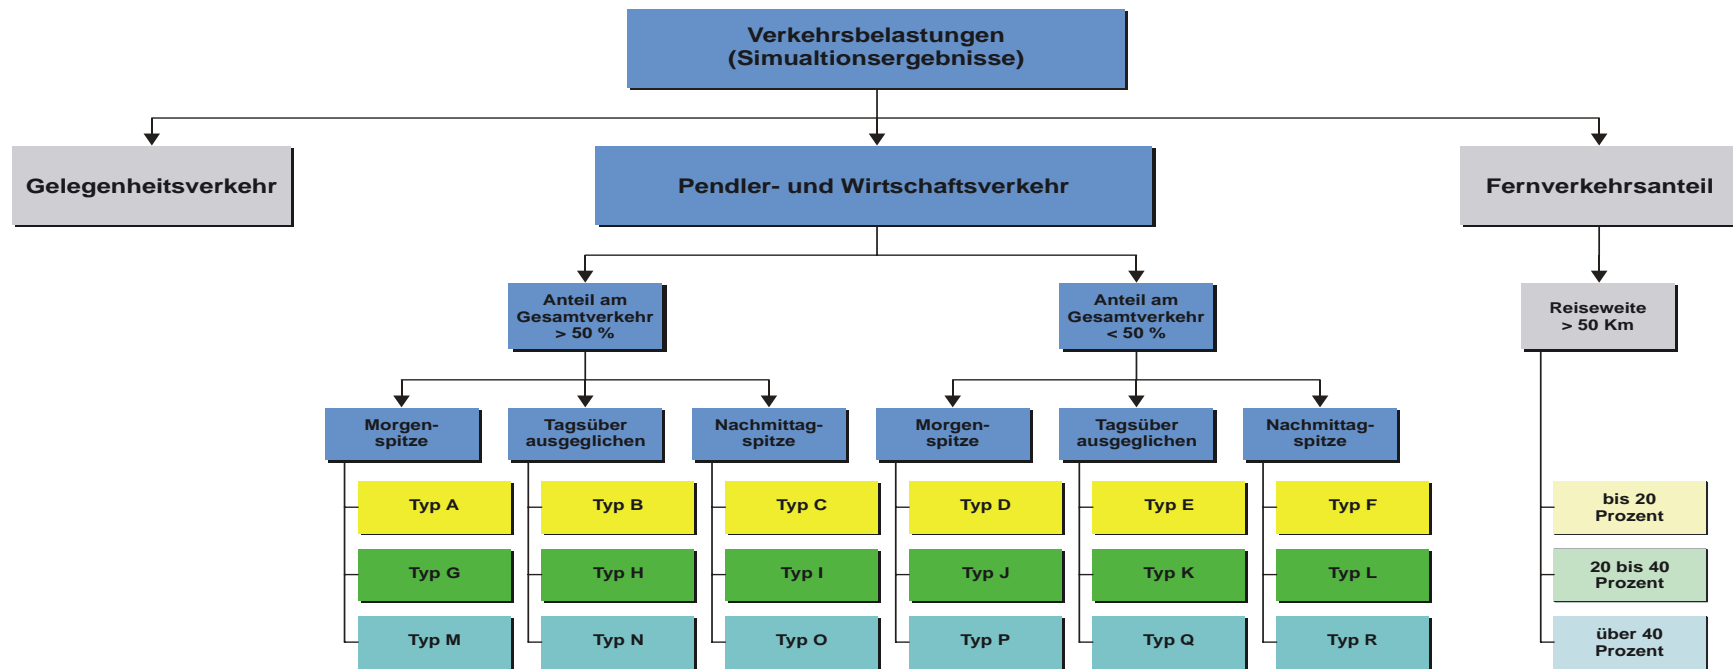 Verkehrsbelastungen
(Simualtionsergebnisse)
Gelegenheitsverkehr
Pendler- und Wirtschaftsverkehr
Fernverkehrsanteil
Anteil am
Gesamtverkehr
> 50 %
Anteil am
Gesamtverkehr
< 50 %
Reiseweite
> 50 Km
Morgen-
spitze
Tagsüber
ausgeglichen
Nachmittag-
spitze
Morgen-
spitze
Tagsüber
ausgeglichen
Nachmittag-
spitze
Typ A
Typ B
Typ C
Typ D
Typ E
Typ F
bis 20
Prozent
Typ G
Typ H
Typ I
Typ J
Typ K
Typ L
20 bis 40
Prozent
Typ M
Typ N
Typ O
Typ P
Typ Q
Typ R
über 40
Prozent